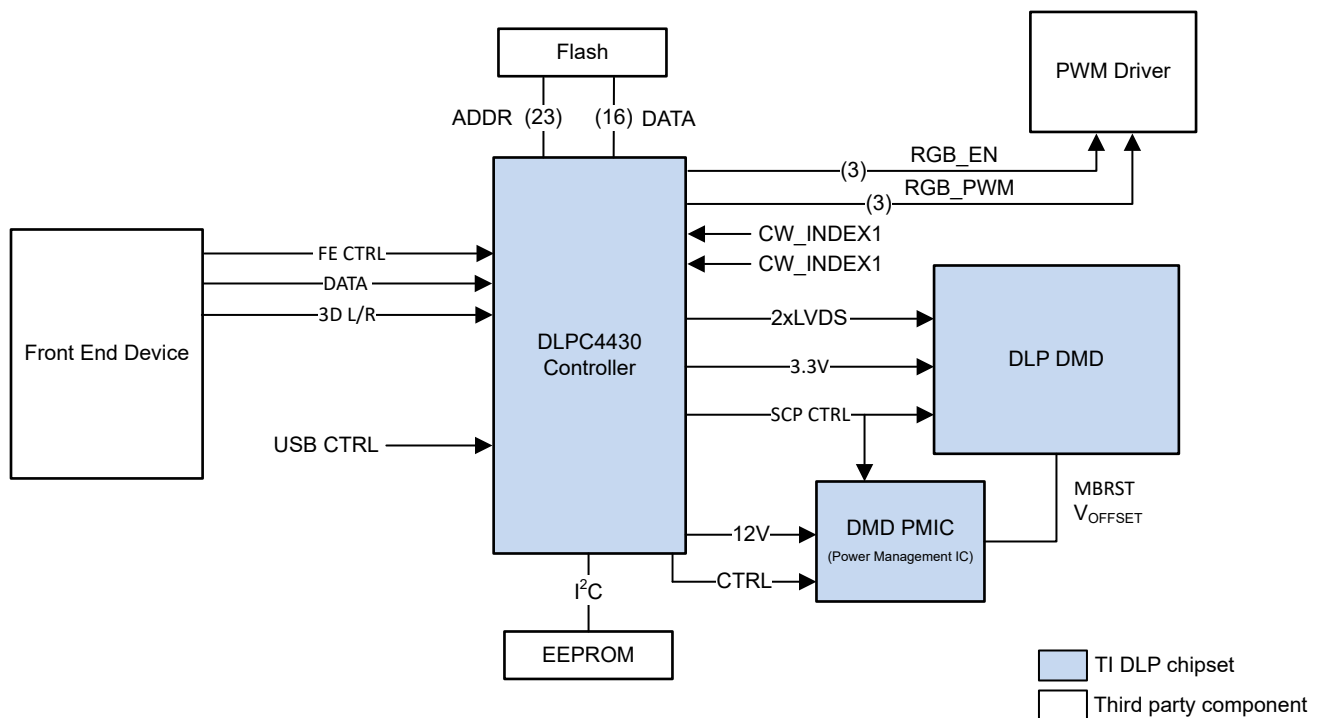 Flash
PWM Driver
ADDR (23) (16) DATA
RGB_EN
(3)
RGB_PWM
(3)
CW_INDEX1
CW_INDEX1
FE CTRL
DATA
3D L/R
Front End Device
DLPC4430
Controller
2xLVDS
3.3V
SCP CTRL
DLP DMD
USB CTRL
MBRST
VOFFSET
12V
DMD PMIC
(Power Management IC)
CTRL
I²C
EEPROM
TI DLP chipset
Third party component